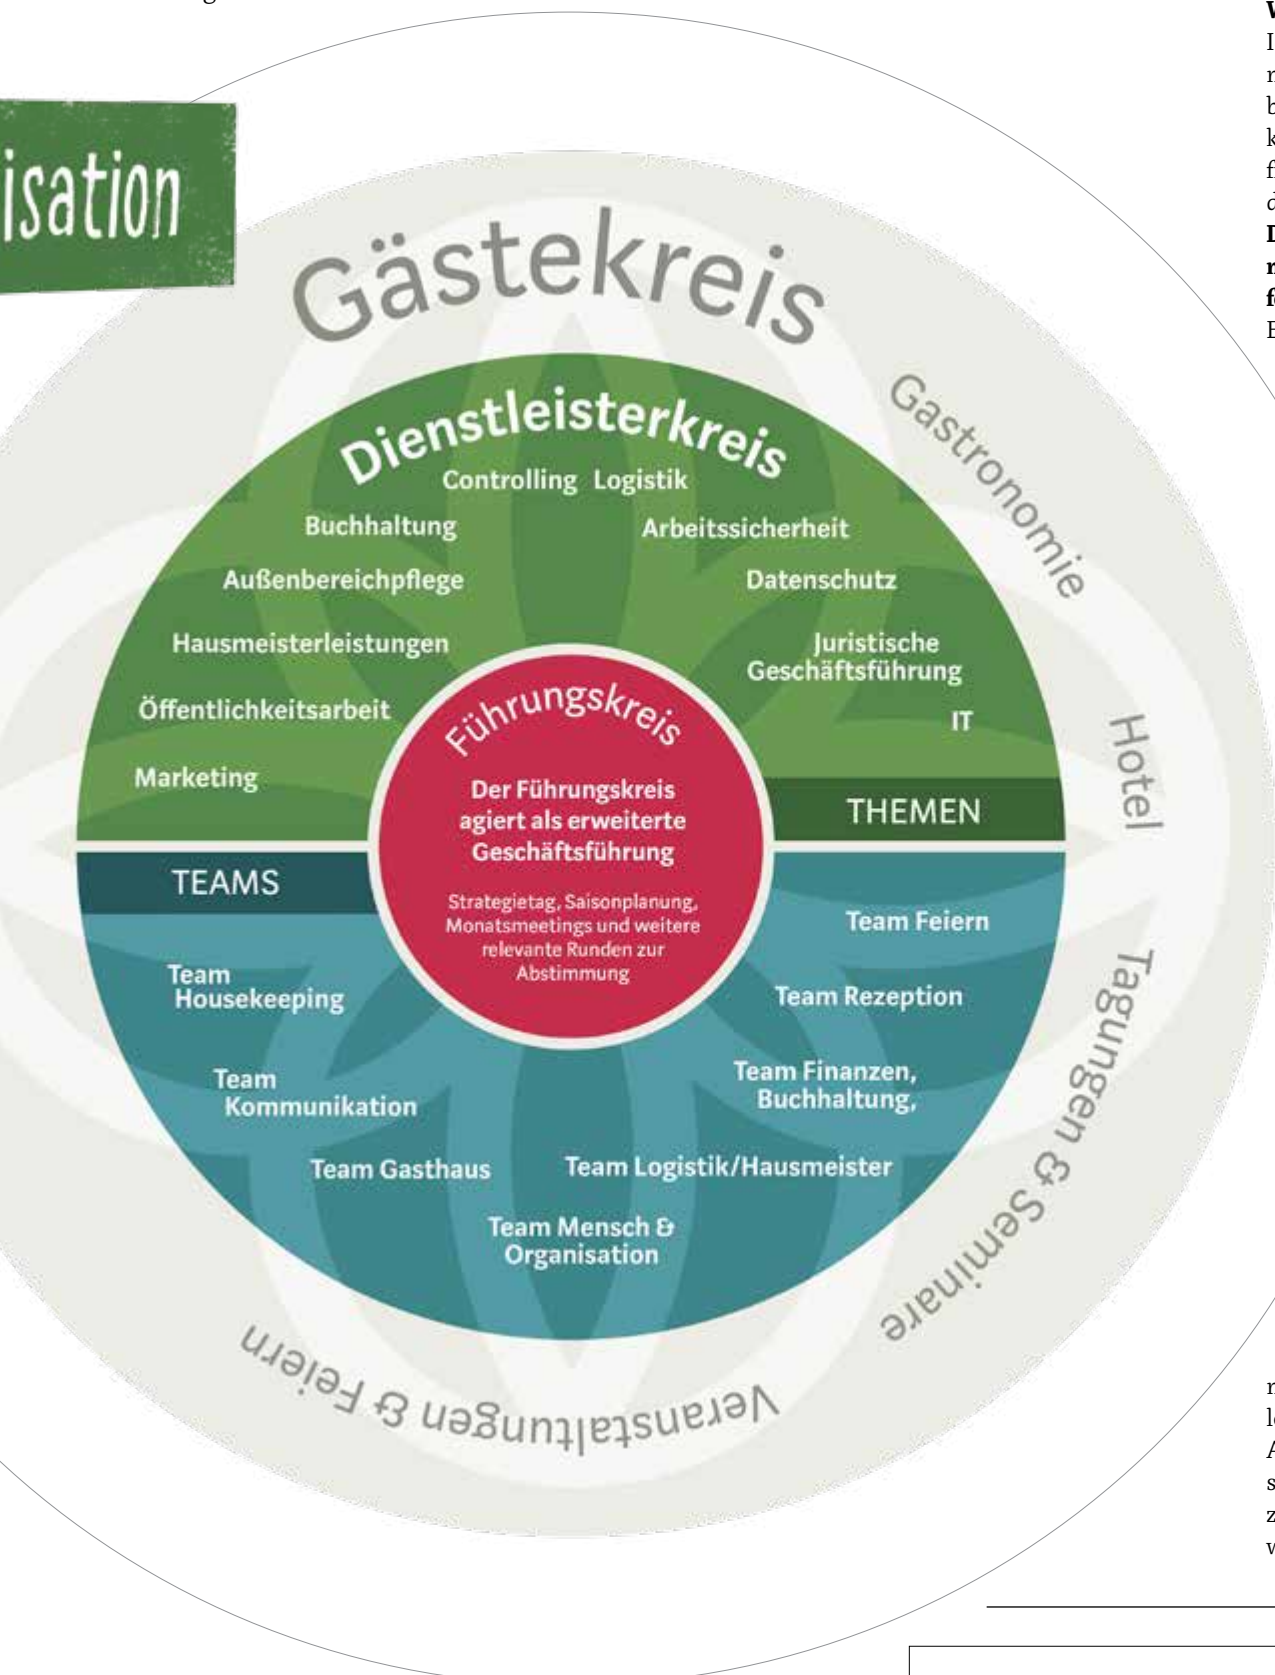 isation
Gästekreis
Gastronomie
Hotel
Tagungen & Seminare
Veranstaltungen & Feiern
Dienstleisterkreis
Controlling Logistik
Buchhaltung
Arbeitssicherheit
Außenbereichpflege
Datenschutz
Hausmeisterleistungen
Juristische
Geschäftsführung
Öffentlichkeitsarbeit
IT
Marketing
THEMEN
Führungskreis
Der Führungskreis
agiert als erweiterte
Geschäftsführung
Strategietag, Saisonplanung,
Monatsmeetings und weitere
relevante Runden zur
Abstimmung
TEAMS
Team Feiern
Team
Housekeeping
Team Rezeption
Team
Kommunikation
Team Finanzen,
Buchhaltung,
Team Gasthaus
Team Logistik/Hausmeister
Team Mensch &
Organisation